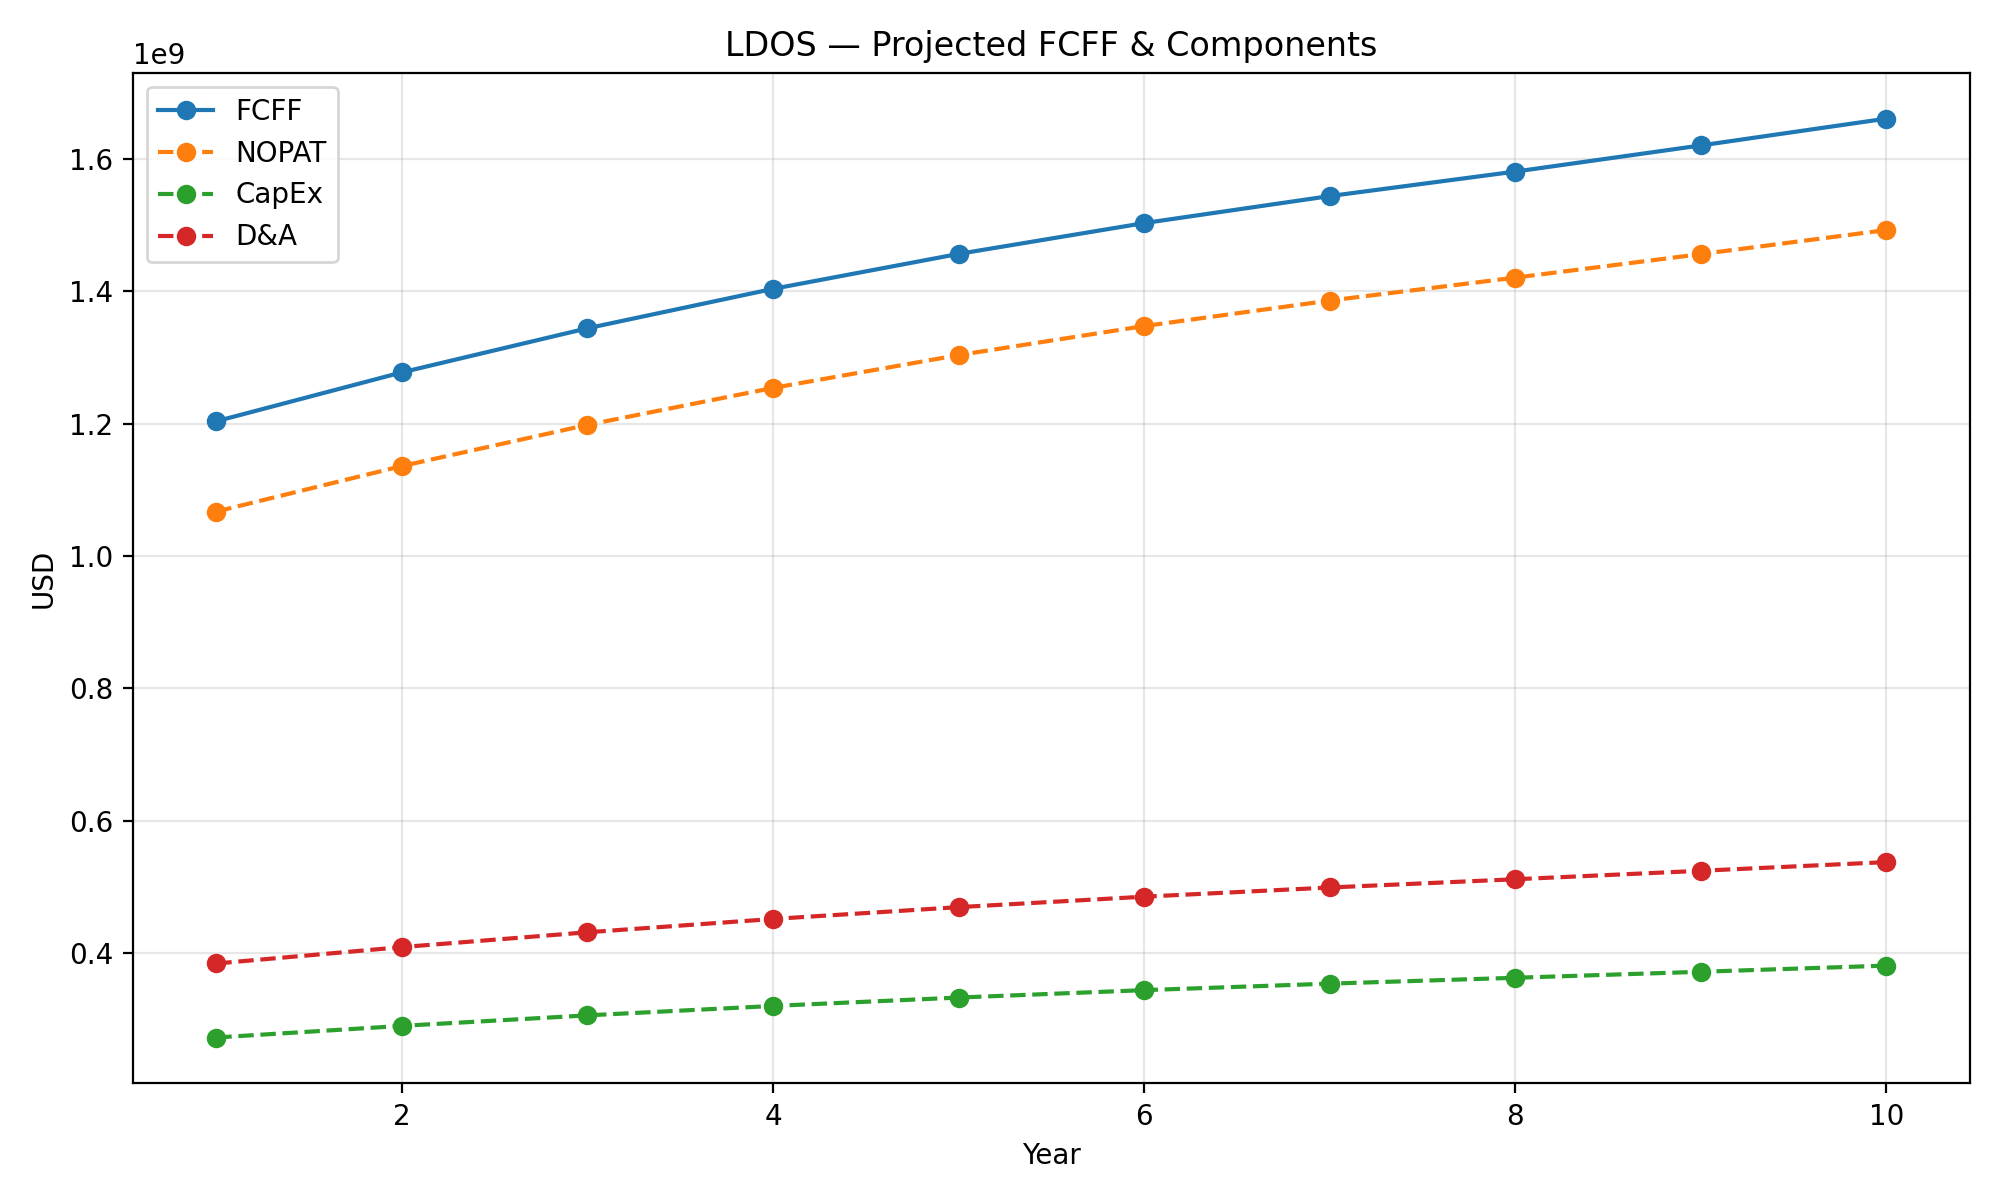 LDOS — Projected FCFF & Components
1e9
FCFF
NOPAT
CapEx
D&A
1.6
1.4
1.2
1.0
0.8
0.6
0.4
USD
2 4 6 8 10
Year